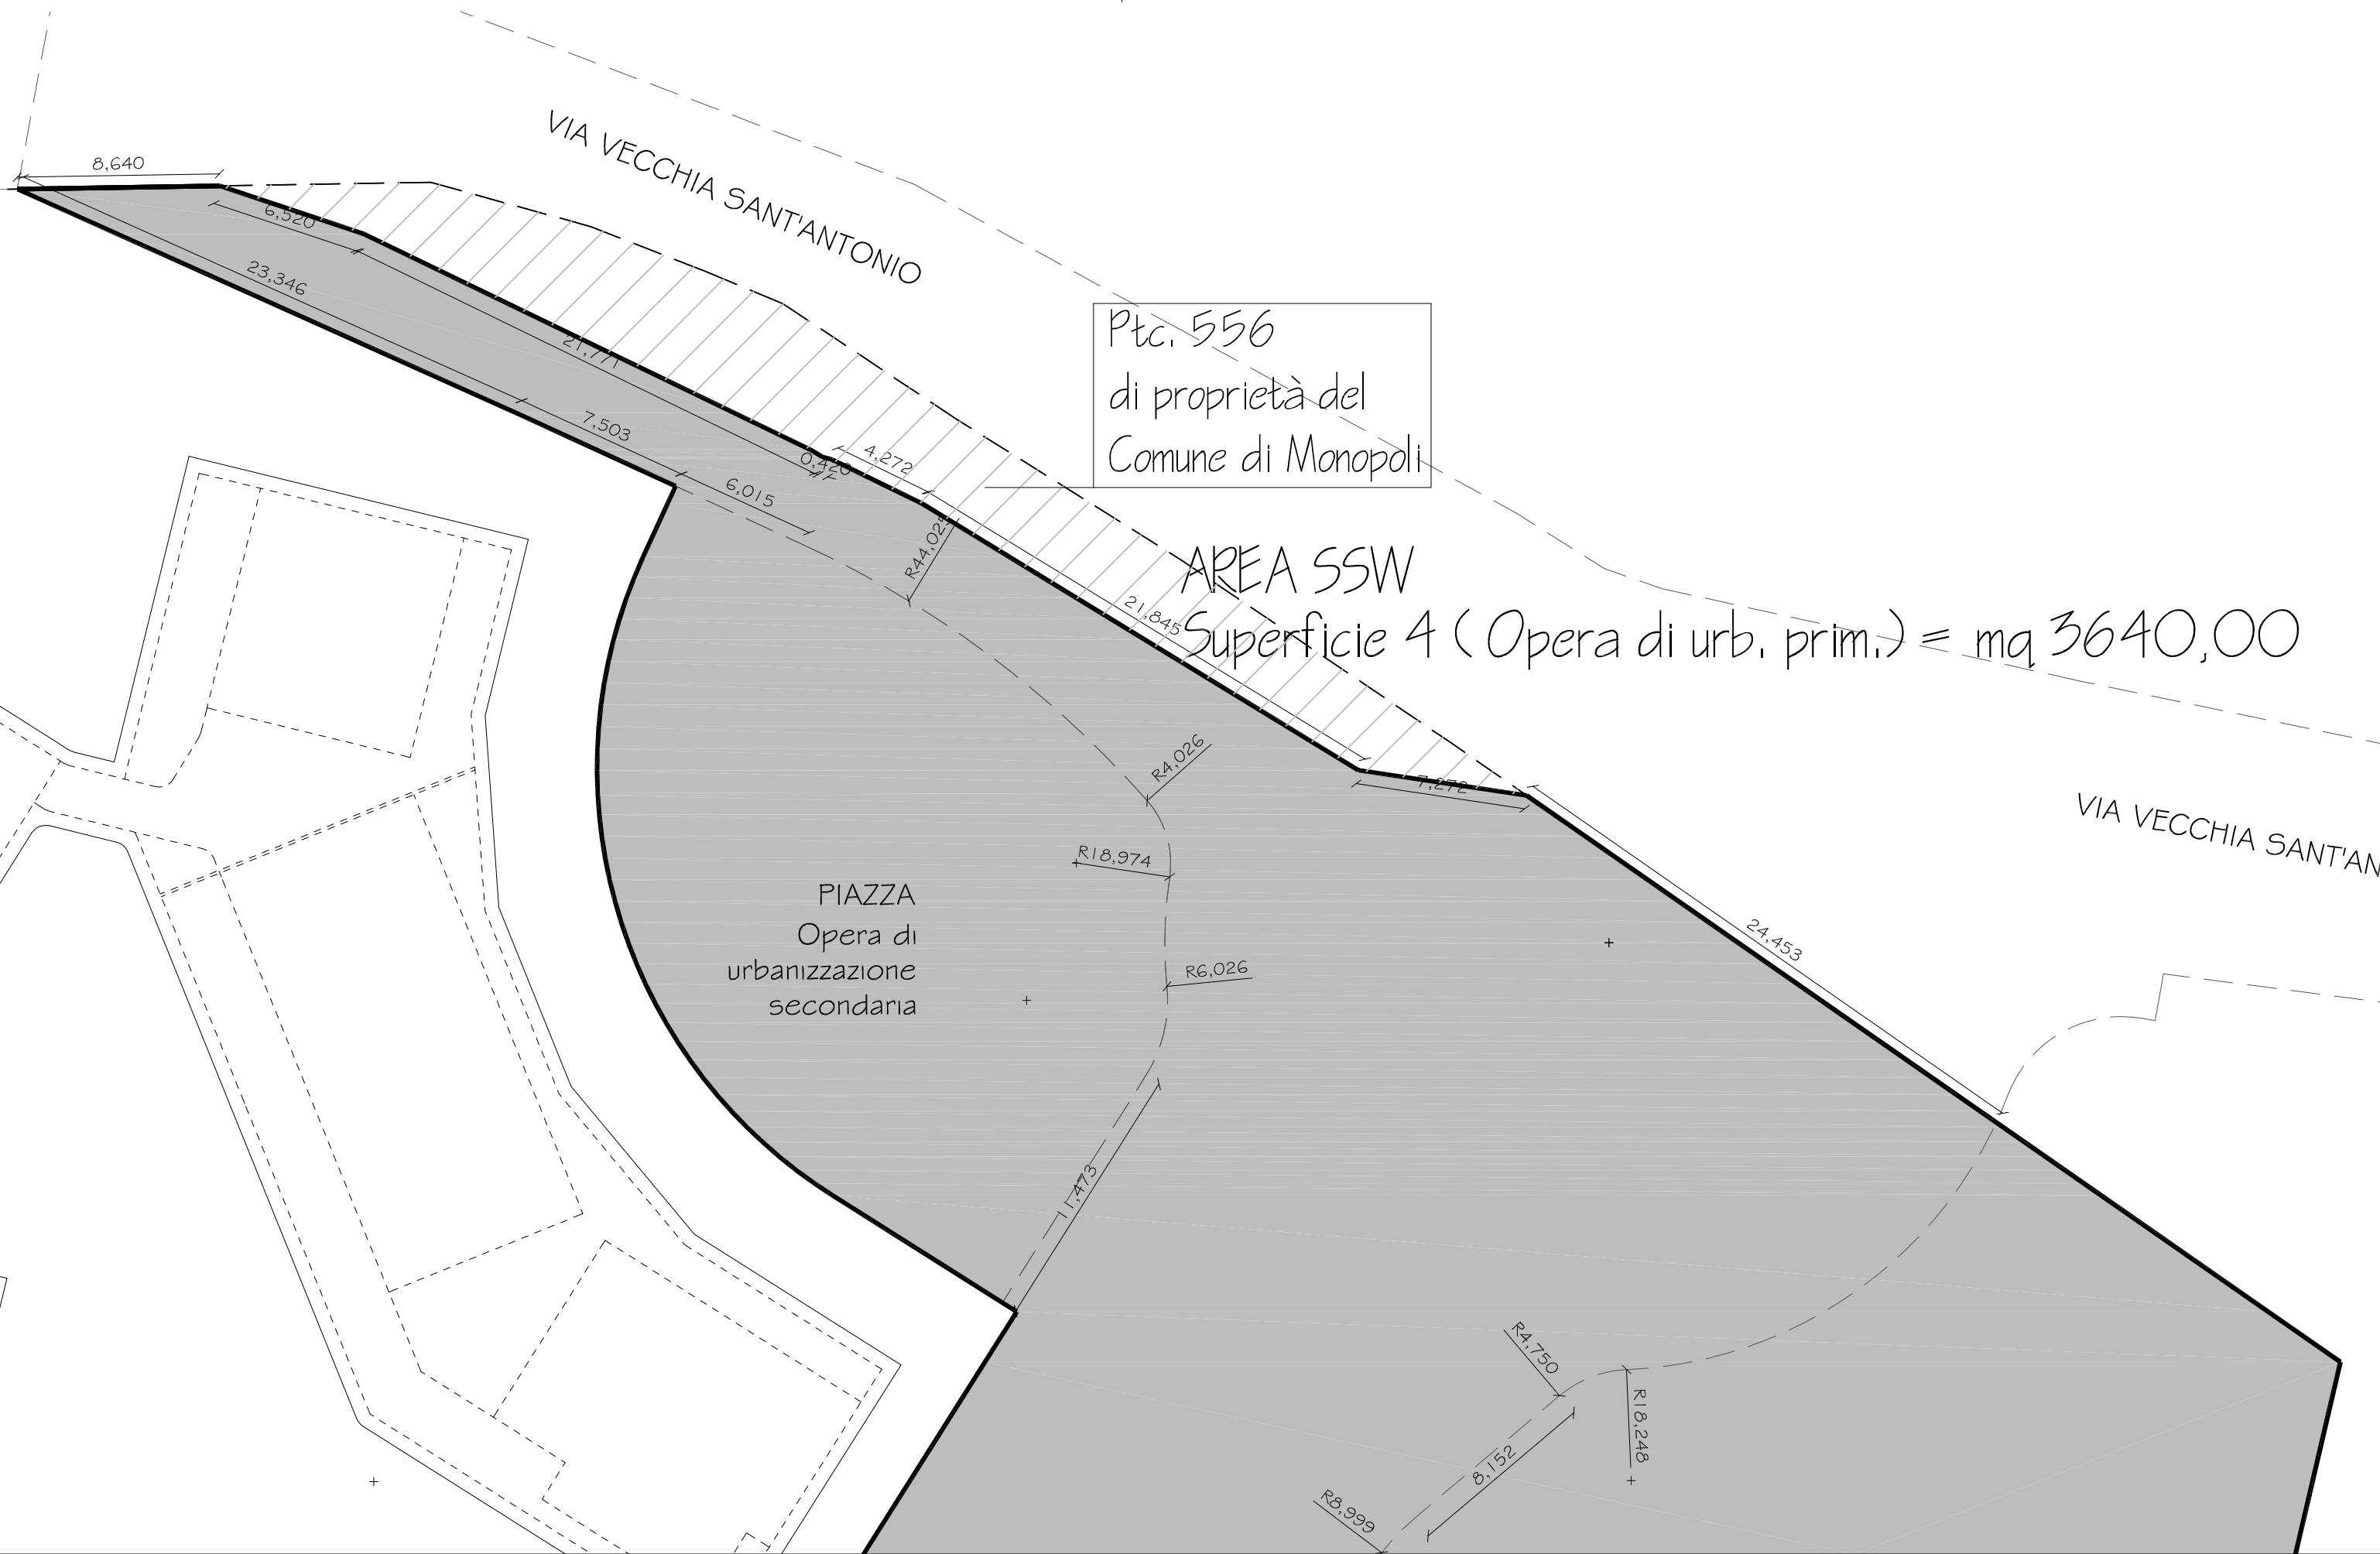 VIA VECCHIA SANT'ANTONIO
8,640
6,520
23,346
21,771
Ptc. 556
di proprietà del
Comune di Monopoli
7,503
4,272
0,420
6,015
R44,025
AREA SSW
21,845
Superficie 4 ( Opera di urb. prim.) = mq 3640,00
R4,026
7,272
VIA VECCHIA SANT'AN
R18,974
PIAZZA
Opera di
urbanizzazione
secondaria
24,453
R6,026
11,473
R4,750
R18,248
8,152
R8,999